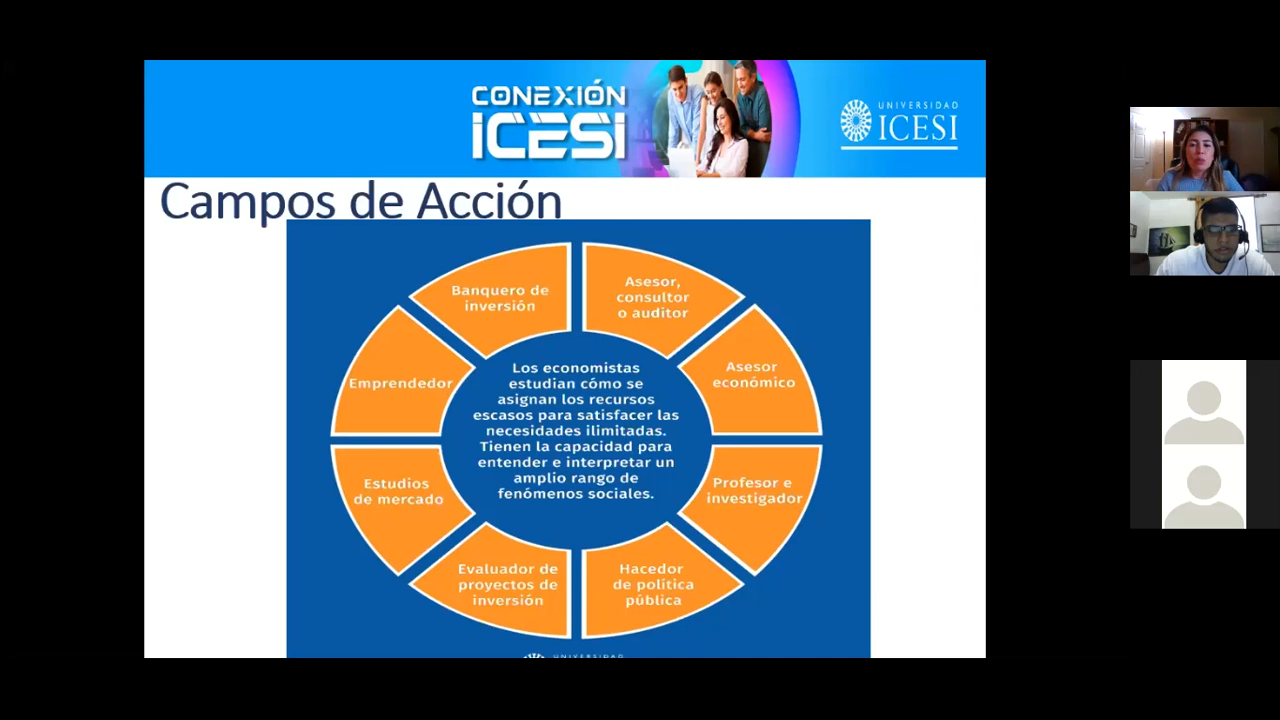 CONEXIÓN
ICESI
UNIVERSIDAD
ICESI
Campos de Acción
Banquero de
inversión
Asesor,
consultor
o auditor
Emprendedor
Asesor
económico
Los economistas
estudian cómo se
asignan los recursos
escasos para satisfacer las
necesidades ilimitadas.
Tienen la capacidad para
entender e interpretar un
amplio rango de
fenómenos sociales.
Estudios
de mercado
Profesor e
investigador
Evaluador de
proyectos de
inversión
Hacedor
de política
pública
UNIVERSIDAD